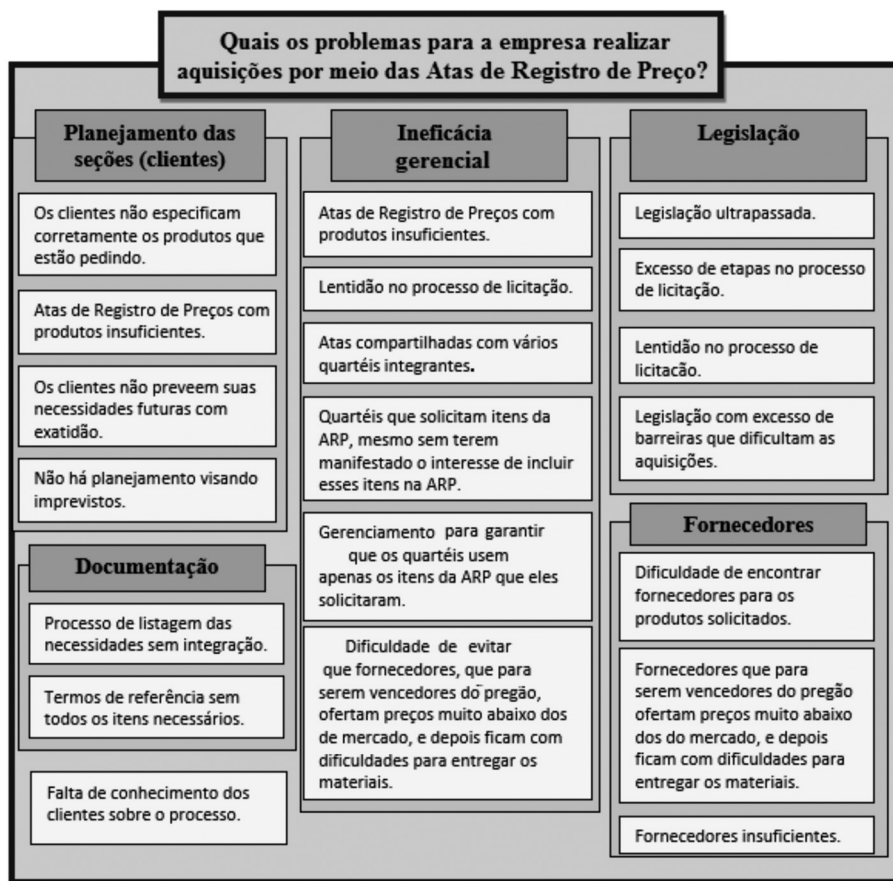 Quais os problemas para a empresa realizar
aquisições por meio das Atas de Registro de Preço?
Planejamento das
seções (clientes)
Os clientes não especificam
corretamente os produtos que
estão pedindo.
Atas de Registro de Preços com
produtos insuficientes.
Os clientes não preveem suas
necessidades futuras com
exatidão.
Não há planejamento visando
imprevistos.
Documentação
Processo de listagem das
necessidades sem integração.
Termos de referência sem
todos os itens necessários.
Falta de conhecimento dos
clientes sobre o processo.
Ineficácia
gerencial
Atas de Registro de Preços com
produtos insuficientes.
Lentidão no processo de licitação.
Atas compartilhadas com vários
quartéis integrantes.
Quartéis que solicitam itens da
ARP, mesmo sem terem
manifestado o interesse de incluir
esses itens na ARP.
Gerenciamento para garantir
que os quartéis usem
apenas os itens da ARP que eles
solicitaram.
Dificuldade de evitar
que fornecedores, que para
serem vencedores do pregão,
ofertam preços muito abaixo dos
de mercado, e depois ficam com
dificuldades para entregar os
materiais.
Legislação
Legislação ultrapassada.
Excesso de etapas no processo
de licitação.
Lentidão no processo de
licitacão.
Legislação com excesso de
barreiras que dificultam as
aquisições.
Fornecedores
Dificuldade de encontrar
fornecedores para os
produtos solicitados.
Fornecedores que para
serem vencedores do pregão
ofertam preços muito abaixo
dos do mercado, e depois
ficam com dificuldades para
entregar os materiais.
Fornecedores insuficientes.